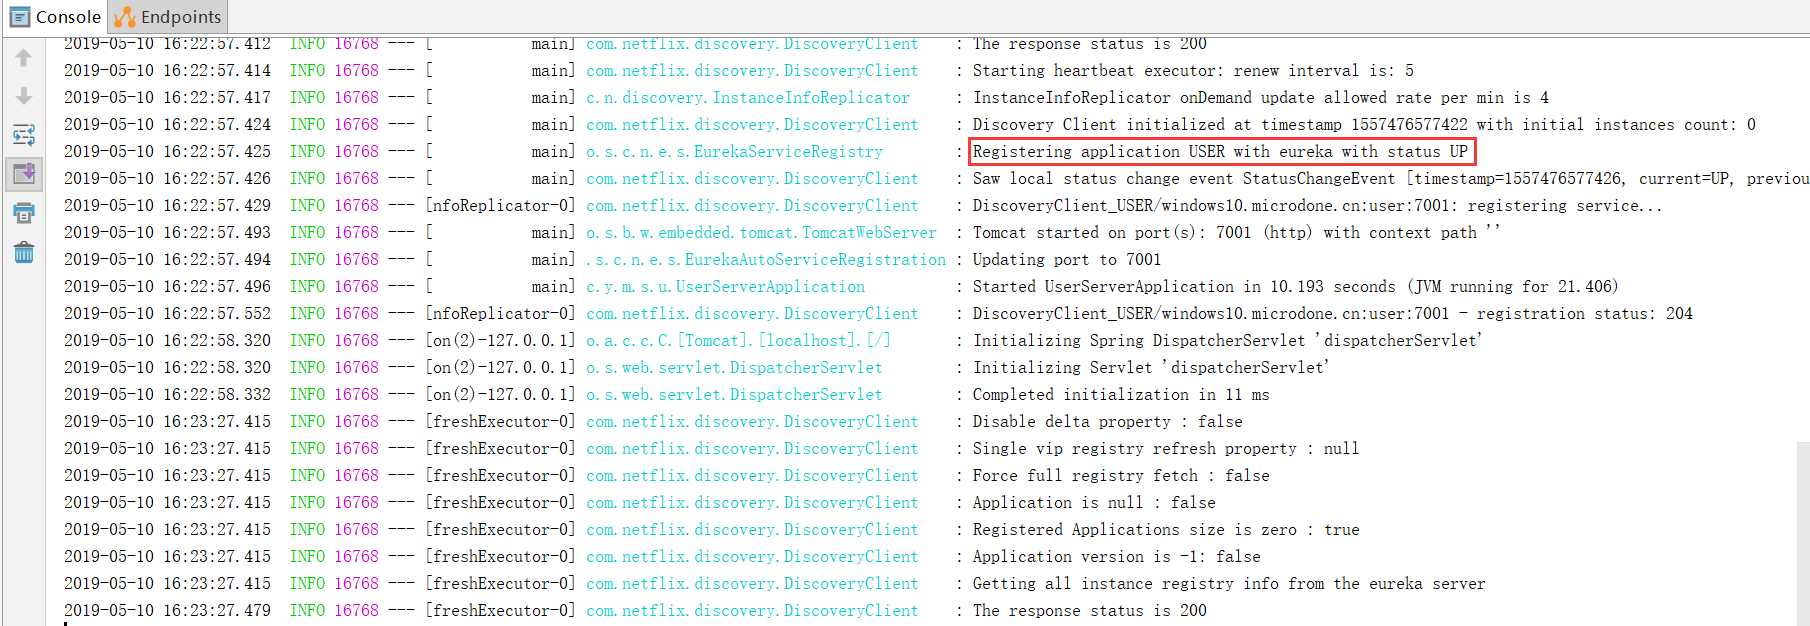 Console Endpoints
2019-05-10 16:22:57.412  INFO 16768 --- [           main] com.netflix.discovery.DiscoveryClient    : The response status is 200
2019-05-10 16:22:57.414  INFO 16768 --- [           main] com.netflix.discovery.DiscoveryClient    : Starting heartbeat executor: renew interval is: 5
2019-05-10 16:22:57.417  INFO 16768 --- [           main] c.n.discovery.InstanceInfoReplicator     : InstanceInfoReplicator onDemand update allowed rate per min is 4
2019-05-10 16:22:57.424  INFO 16768 --- [           main] com.netflix.discovery.DiscoveryClient    : Discovery Client initialized at timestamp 1557476577422 with initial instances count: 0
2019-05-10 16:22:57.425  INFO 16768 --- [           main] o.s.c.n.e.s.EurekaServiceRegistry        : Registering application USER with eureka with status UP
2019-05-10 16:22:57.426  INFO 16768 --- [           main] com.netflix.discovery.DiscoveryClient    : Saw local status change event StatusChangeEvent [timestamp=1557476577426, current=UP, previou
2019-05-10 16:22:57.429  INFO 16768 --- [nfoReplicator-0] com.netflix.discovery.DiscoveryClient    : DiscoveryClient_USER/windows10.microdone.cn:user:7001: registering service...
2019-05-10 16:22:57.493  INFO 16768 --- [           main] o.s.b.w.embedded.tomcat.TomcatWebServer  : Tomcat started on port(s): 7001 (http) with context path ''
2019-05-10 16:22:57.494  INFO 16768 --- [           main] .s.c.n.e.s.EurekaAutoServiceRegistration : Updating port to 7001
2019-05-10 16:22:57.496  INFO 16768 --- [           main] c.y.m.s.u.UserServerApplication          : Started UserServerApplication in 10.193 seconds (JVM running for 21.406)
2019-05-10 16:22:57.552  INFO 16768 --- [nfoReplicator-0] com.netflix.discovery.DiscoveryClient    : DiscoveryClient_USER/windows10.microdone.cn:user:7001 - registration status: 204
2019-05-10 16:22:58.320  INFO 16768 --- [on(2)-127.0.0.1] o.a.c.c.C.[Tomcat].[localhost].[/]       : Initializing Spring DispatcherServlet 'dispatcherServlet'
2019-05-10 16:22:58.320  INFO 16768 --- [on(2)-127.0.0.1] o.s.web.servlet.DispatcherServlet        : Initializing Servlet 'dispatcherServlet'
2019-05-10 16:22:58.332  INFO 16768 --- [on(2)-127.0.0.1] o.s.web.servlet.DispatcherServlet        : Completed initialization in 11 ms
2019-05-10 16:23:27.415  INFO 16768 --- [freshExecutor-0] com.netflix.discovery.DiscoveryClient    : Disable delta property : false
2019-05-10 16:23:27.415  INFO 16768 --- [freshExecutor-0] com.netflix.discovery.DiscoveryClient    : Single vip registry refresh property : null
2019-05-10 16:23:27.415  INFO 16768 --- [freshExecutor-0] com.netflix.discovery.DiscoveryClient    : Force full registry fetch : false
2019-05-10 16:23:27.415  INFO 16768 --- [freshExecutor-0] com.netflix.discovery.DiscoveryClient    : Application is null : false
2019-05-10 16:23:27.415  INFO 16768 --- [freshExecutor-0] com.netflix.discovery.DiscoveryClient    : Registered Applications size is zero : true
2019-05-10 16:23:27.415  INFO 16768 --- [freshExecutor-0] com.netflix.discovery.DiscoveryClient    : Application version is -1: false
2019-05-10 16:23:27.415  INFO 16768 --- [freshExecutor-0] com.netflix.discovery.DiscoveryClient    : Getting all instance registry info from the eureka server
2019-05-10 16:23:27.479  INFO 16768 --- [freshExecutor-0] com.netflix.discovery.DiscoveryClient    : The response status is 200